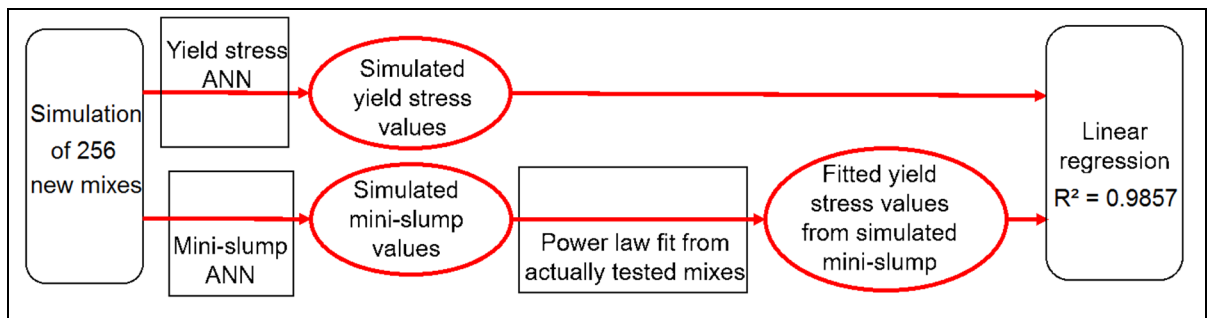 Simulation
of 256
new mixes
Yield stress
ANN
Simulated
yield stress
values
Mini-slump
ANN
Simulated
mini-slump
values
Power law fit from
actually tested mixes
Fitted yield
stress values
from simulated
mini-slump
Linear
regression
R² = 0.9857